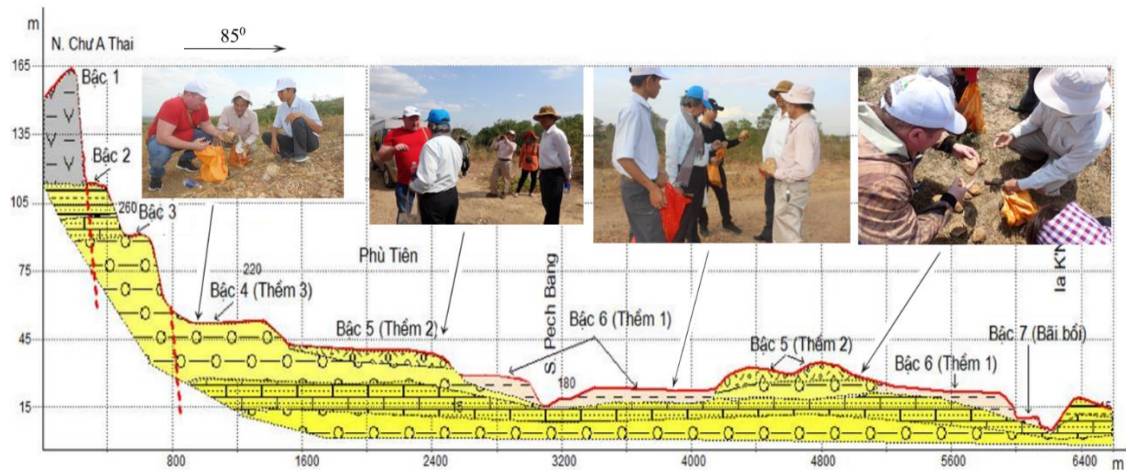 m
N. Chư A Thai
85⁰
165
135
105
75
45
15
Bậc 1
Bậc 2
260
Bậc 3
220
Bậc 4 (Thềm 3)
Phù Tiên
Bậc 5 (Thềm 2)
S. Pech Bang
Bậc 6 (Thềm 1)
180
15
Bậc 5 (Thềm 2)
Bậc 6 (Thềm 1)
Bậc 7 (Bãi bồi)
Ia K'N
800
1600
2400
3200
4000
4800
5600
6400
m